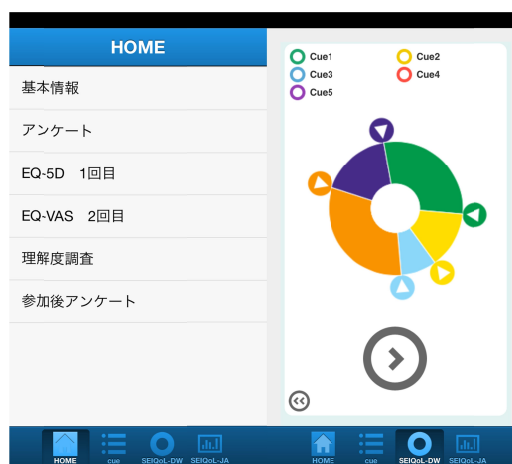 HOME
基本情報
アンケート
EQ-5D 1回目
EQ-VAS 2回目
理解度調査
参加後アンケート
HOME cue SEIQoL-DW SEIQoL-JA
Cue1 Cue2
Cue3 Cue4
Cue5
HOME cue SEIQoL-DW SEIQoL-JA